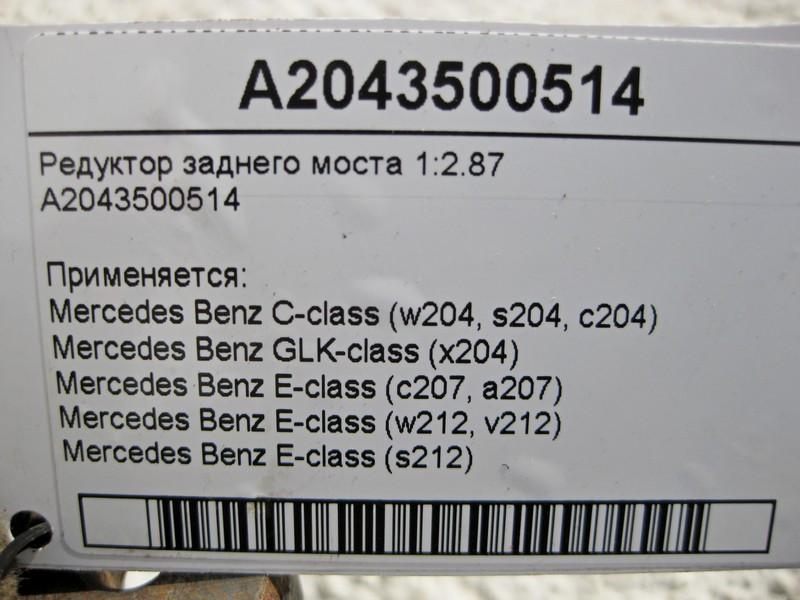 A2043500514
Редуктор заднего моста 1:2.87
A2043500514
Применяется:
Mercedes Benz C-class (w204, s204, c204)
Mercedes Benz GLK-class (x204)
Mercedes Benz E-class (c207, a207)
Mercedes Benz E-class (w212, v212)
Mercedes Benz E-class (s212)